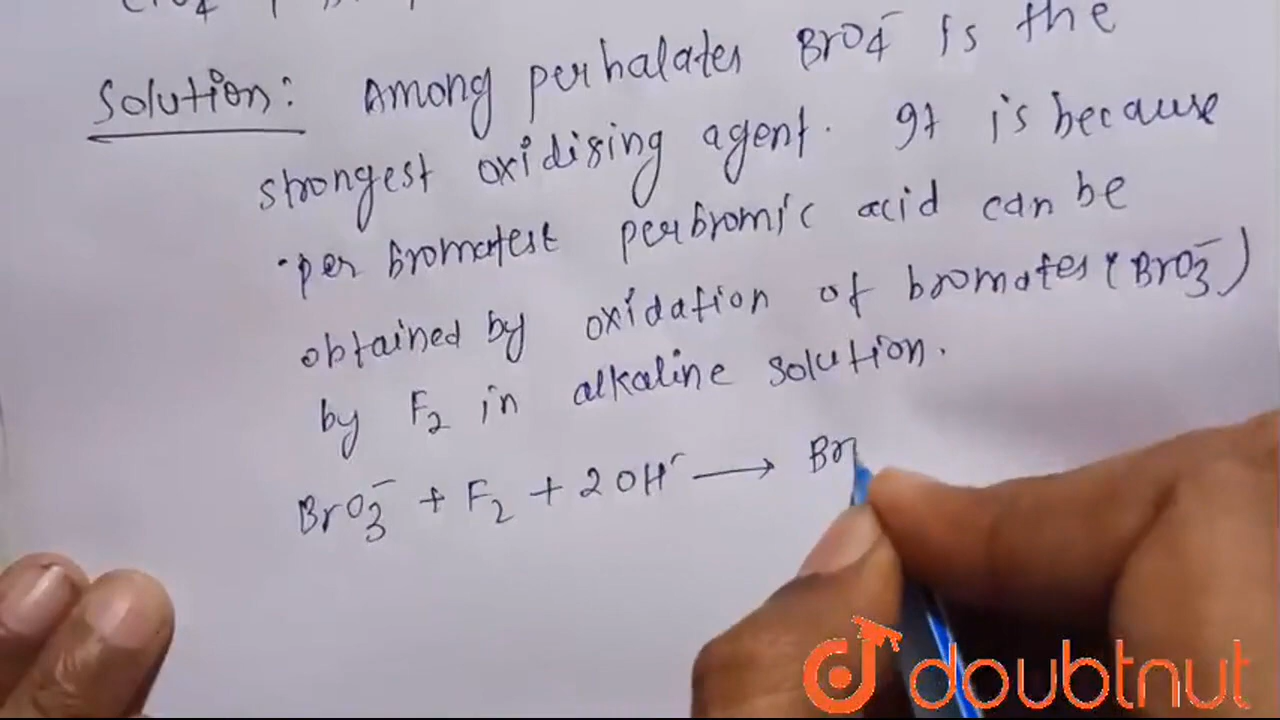 Solution: Among perhalates BrO4⁻ is the
strongest oxidising agent. It is because
per bromatest perbromic acid can be
obtained by oxidation of bromates (BrO3⁻)
by F2 in alkaline solution.
BrO3⁻ + F2 + 2OH⁻ → Br
doubtnut